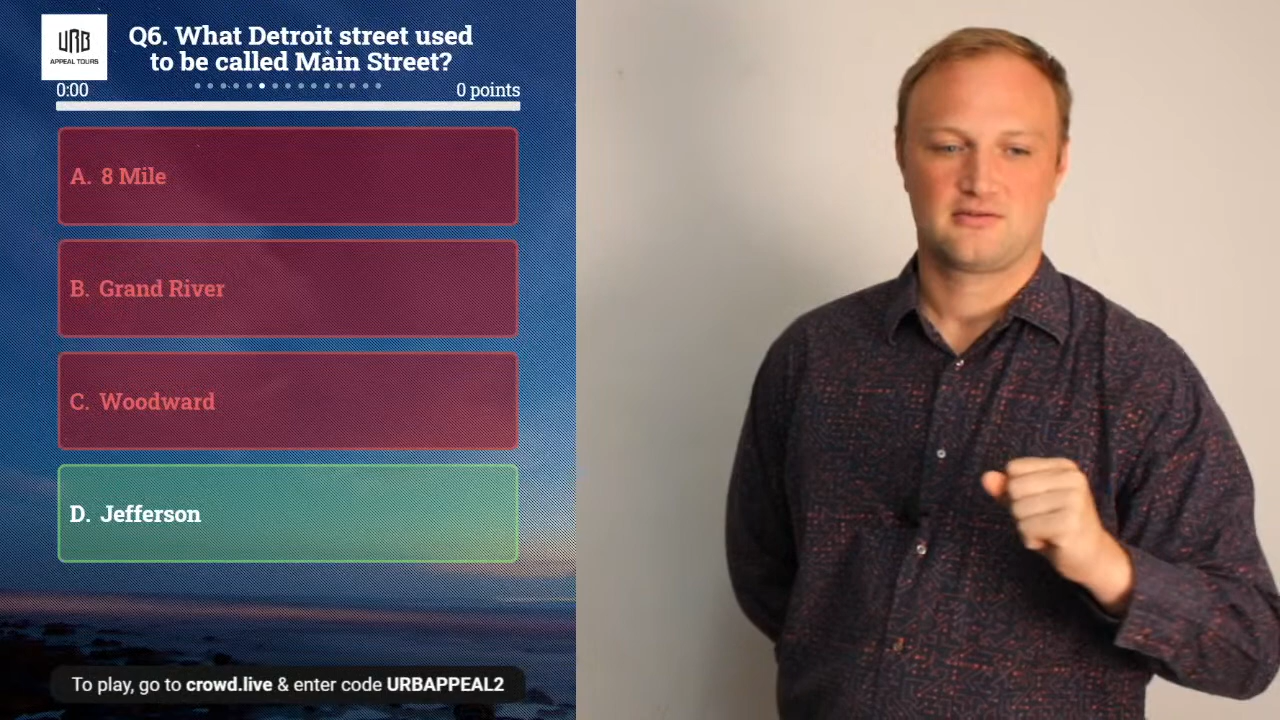 URB
APPEAL TOURS
Q6. What Detroit street used
to be called Main Street?
0:00
0 points
A. 8 Mile
B. Grand River
C. Woodward
D. Jefferson
To play, go to crowd.live & enter code URBAPPEAL2